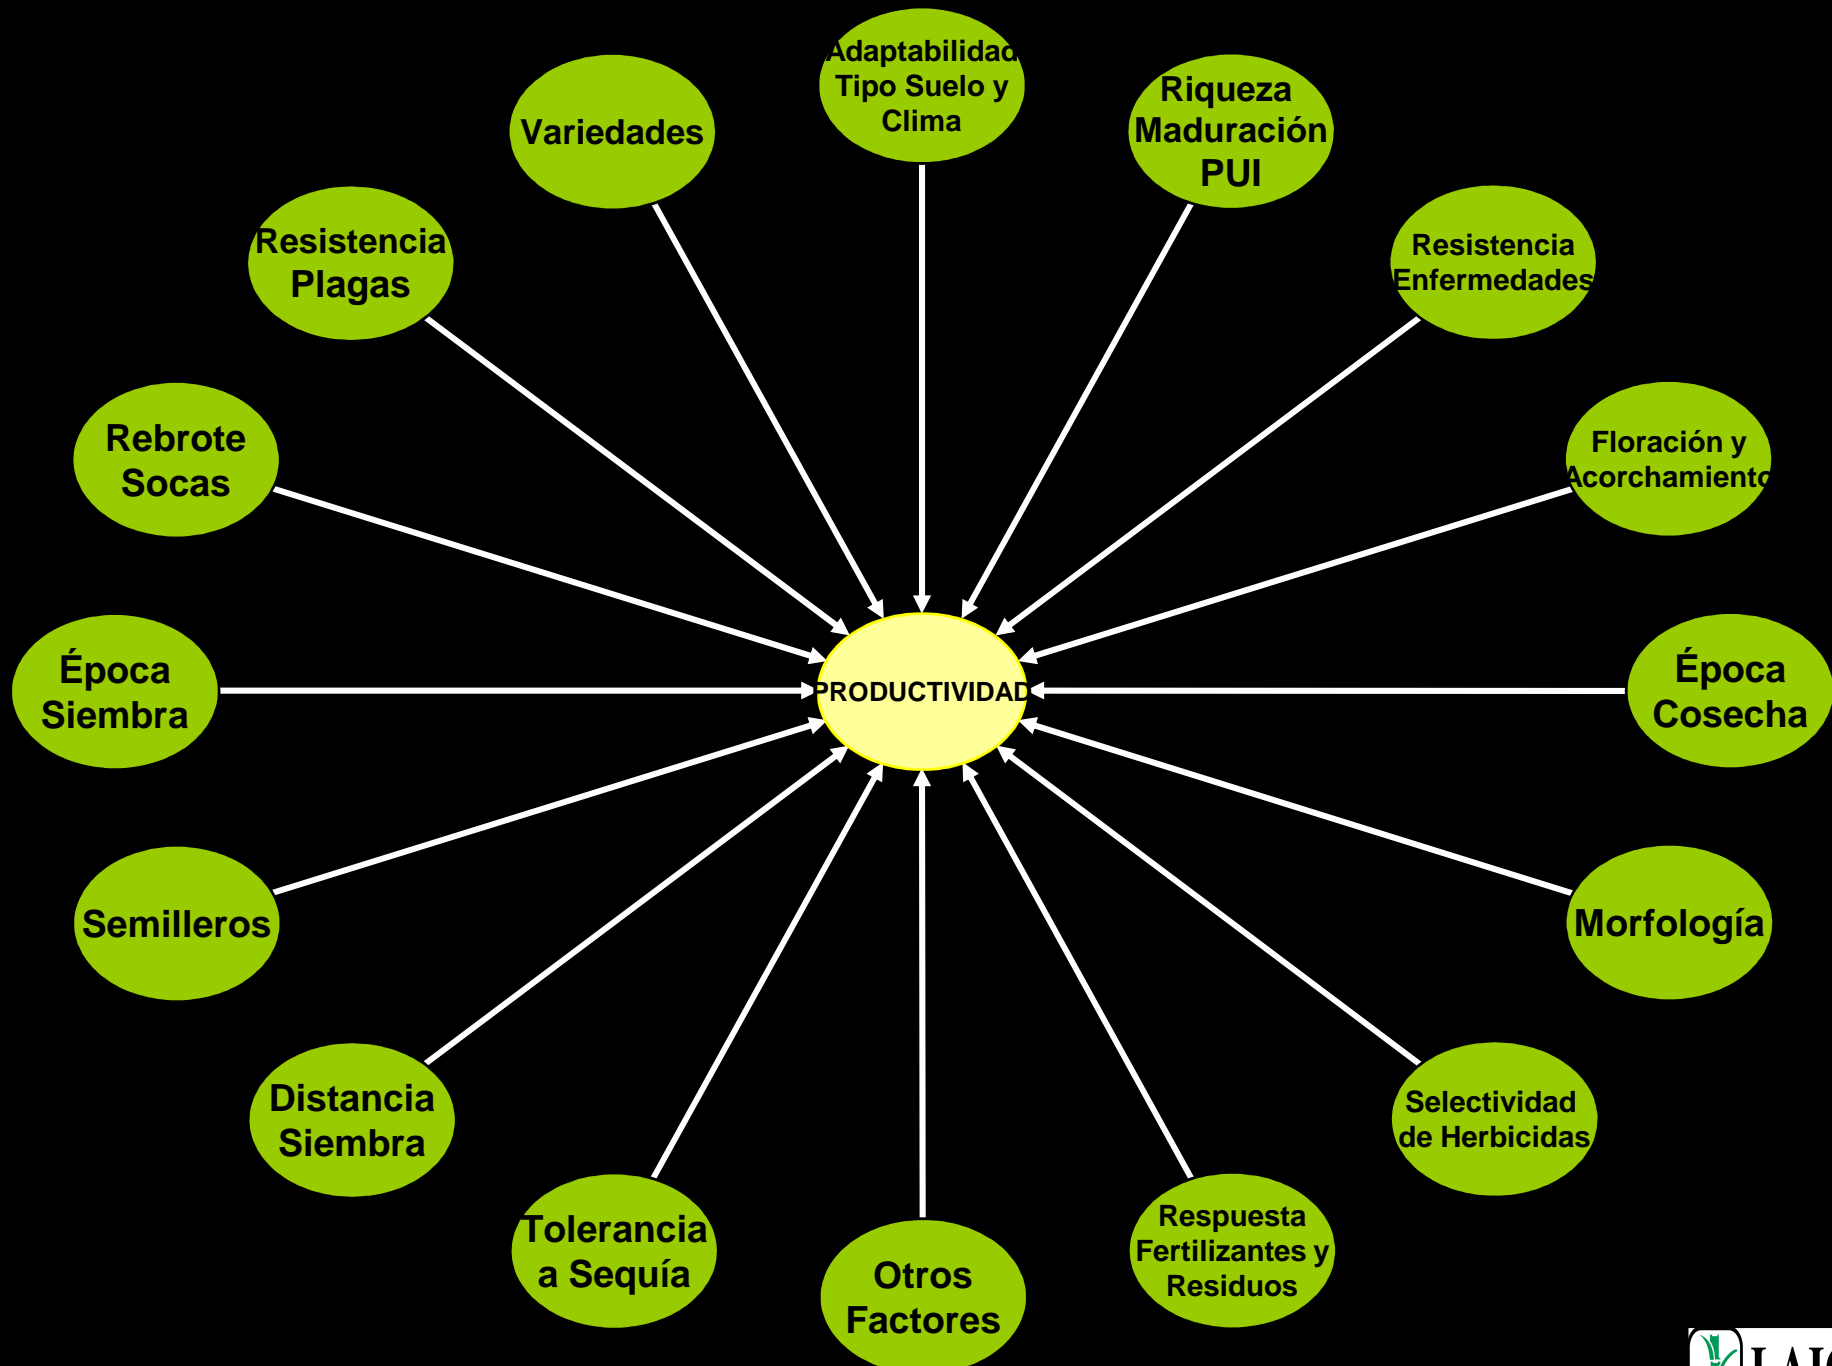 Adaptabilidad
Tipo Suelo y
Clima
Riqueza
Maduración
PUI
Resistencia
Enfermedades
Floración y
Acorchamiento
Época
Cosecha
Morfología
Selectividad
de Herbicidas
Respuesta
Fertilizantes y
Residuos
Otros
Factores
Tolerancia
a Sequía
Distancia
Siembra
Semilleros
Época
Siembra
Rebrote
Socas
Resistencia
Plagas
Variedades
PRODUCTIVIDAD